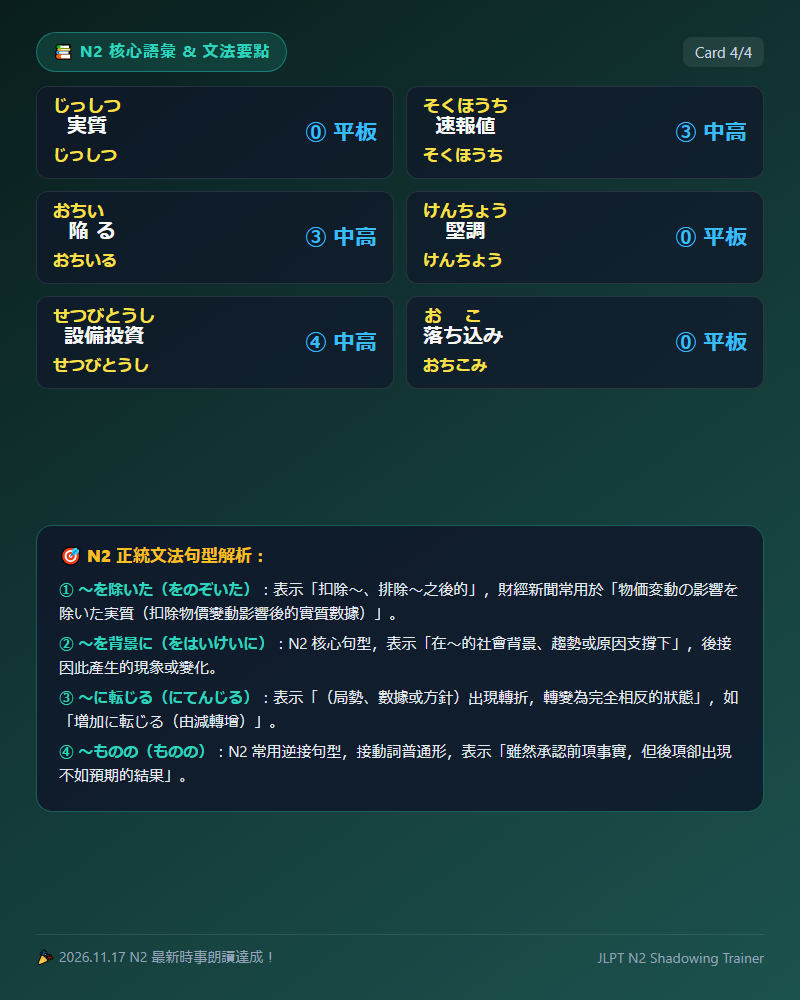 📚 N2 核心語彙 & 文法要點
Card 4/4
じっしつ
実質
じっしつ
⓪ 平板
そくほうち
速報値
そくほうち
③ 中高
おちい
陥 る
おちいる
③ 中高
けんちょう
堅調
けんちょう
⓪ 平板
せつびとうし
設備投資
せつびとうし
④ 中高
お こ
落ち込み
おちこみ
⓪ 平板
🎯 N2 正統文法句型解析：
① ～を除いた（をのぞいた）：表示「扣除～、排除～之後的」，財經新聞常用於「物価変動の影響を
除いた実質（扣除物價變動影響後的實質數據）」。
② ～を背景に（をはいけいに）：N2 核心句型，表示「在～的社會背景、趨勢或原因支撐下」，後接
因此產生的現象或變化。
③ ～に転じる（にてんじる）：表示「（局勢、數據或方針）出現轉折，轉變為完全相反的狀態」，如
「増加に転じる（由減轉增）」。
④ ～ものの（ものの）：N2 常用逆接句型，接動詞普通形，表示「雖然承認前項事實，但後項卻出現
不如預期的結果」。
🎉 2026.11.17 N2 最新時事朗讀達成！
JLPT N2 Shadowing Trainer